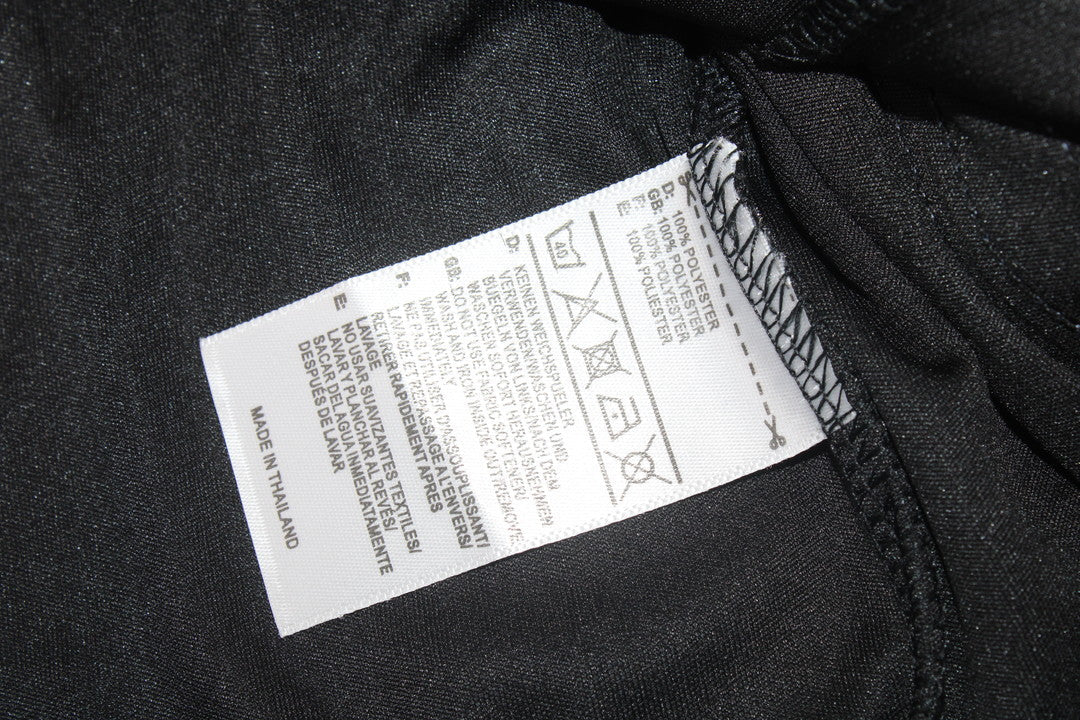 D: 100% POLYESTER
GB: 100% POLYESTER
F: 100% POLYESTER
E: 100% POLIESTER
40
D: KEINEN WEICHSPUELER
VERWENDEN/WASCHEN UND
BUEGELN VON LINKS/NACH DEM
WASCHEN SOFORT HERAUSNEHMEN
GB: DO NOT USE FABRIC SOFTENER/
WASH AND IRON INSIDE OUT/REMOVE
IMMEDIATELY
F: NE PAS UTILISER D'ASSOUPLISSANT/
LAVAGE ET REPASSAGE A L'ENVERS/
RETIRER RAPIDEMENT APRES
LAVAGE
E: NO USAR SUAVIZANTES TEXTILES/
LAVAR Y PLANCHAR AL REVÉS/
SACAR DEL AGUA INMEDIATAMENTE
DESPUÉS DE LAVAR
MADE IN THAILAND